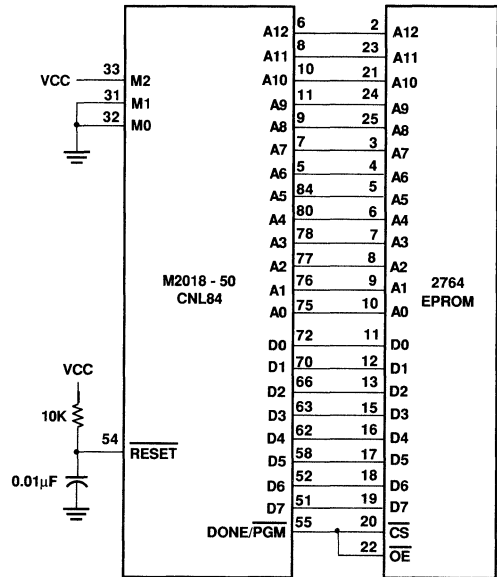 6 2
A12 A12
8 23
A11 A11
33 10 21
VCC M2 A10 A10
31 11 24
M1 A9 A9
32 9 25
M0 A8 A8
7 3
A7 A7
5 4
A6 A6
84 5
A5 A5
80 6
A4 A4
78 7
A3 A3
77 8
A2 A2
M2018 - 50 76 9 2764
CNL84 A1 A1 EPROM
75 10
A0 A0
72 11
D0 D0
VCC 70 12
D1 D1
66 13
D2 D2
10K 63 15
D3 D3
54 62 16
RESET D4 D4
58 17
0.01µF D5 D5
52 18
D6 D6
51 19
D7 D7
55 20
DONE/PGM CS
22
OE